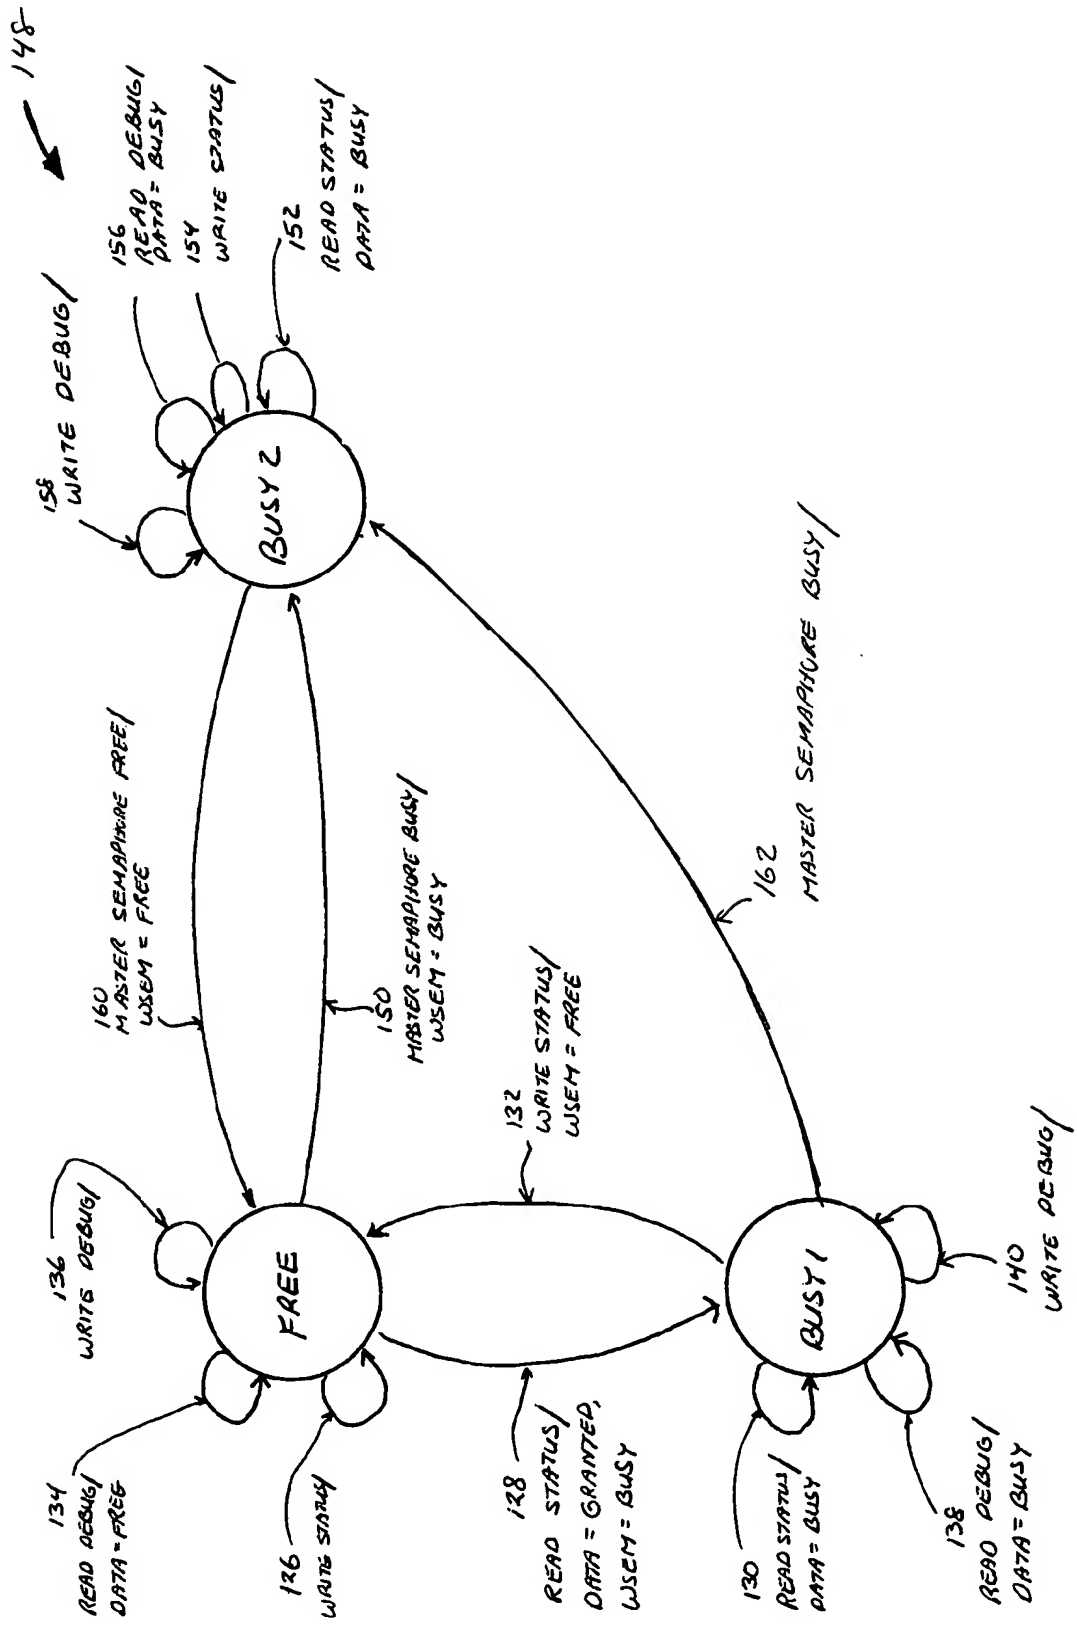 148
134
READ DEBUG/
DATA=FREE
136
WRITE DEBUG/
160
MASTER SEMAPHORE FREE/
WSEM = FREE
158
WRITE DEBUG/
156
READ DEBUG/
DATA=BUSY
154
WRITE STATUS/
152
READ STATUS/
DATA = BUSY
126
WRITE STATUS/
FREE
BUSY 2
150
MASTER SEMAPHORE BUSY/
WSEM = BUSY
128
READ STATUS/
DATA = GRANTED,
WSEM = BUSY
132
WRITE STATUS/
WSEM = FREE
162
MASTER SEMAPHORE BUSY/
130
READ STATUS/
DATA=BUSY
BUSY 1
138
READ DEBUG/
DATA=BUSY
140
WRITE DEBUG/